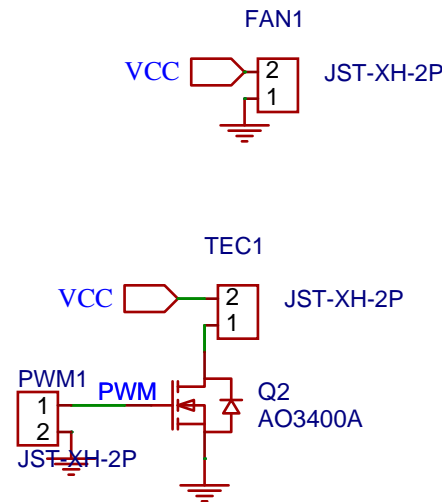 FAN1
VCC
2
JST-XH-2P
1
TEC1
VCC
2
JST-XH-2P
1
PWM1
PWM
Q2
1
AO3400A
2
JST-XH-2P